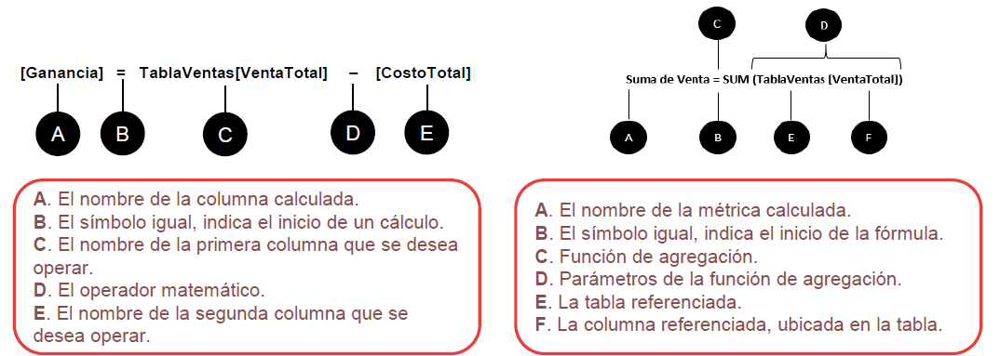 [Ganancia] = TablaVentas[VentaTotal] – [CostoTotal]
A B C D E
A. El nombre de la columna calculada.
B. El símbolo igual, indica el inicio de un cálculo.
C. El nombre de la primera columna que se desea
operar.
D. El operador matemático.
E. El nombre de la segunda columna que se
desea operar.
C D
Suma de Venta = SUM (TablaVentas [VentaTotal])
A B E F
A. El nombre de la métrica calculada.
B. El símbolo igual, indica el inicio de la fórmula.
C. Función de agregación.
D. Parámetros de la función de agregación.
E. La tabla referenciada.
F. La columna referenciada, ubicada en la tabla.